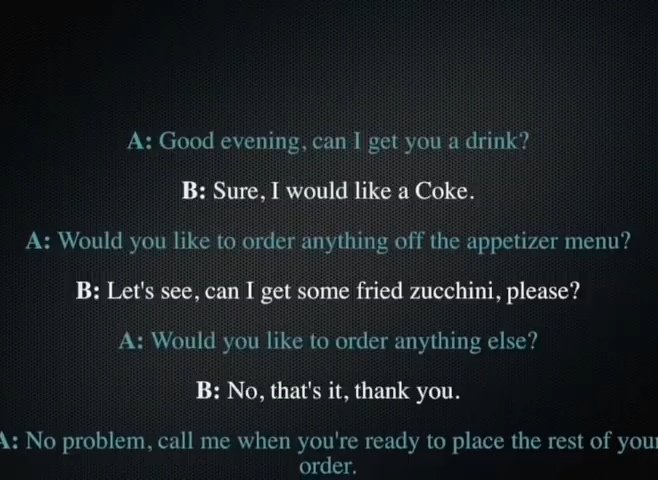 A: Good evening, can I get you a drink?
B: Sure, I would like a Coke.
A: Would you like to order anything off the appetizer menu?
B: Let's see, can I get some fried zucchini, please?
A: Would you like to order anything else?
B: No, that's it, thank you.
A: No problem, call me when you're ready to place the rest of your
order.